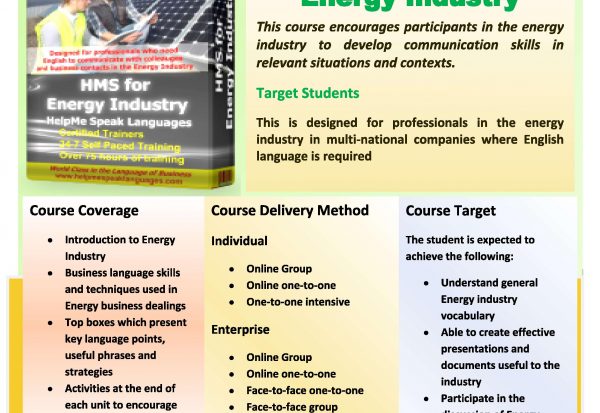 Energy Industry
This course encourages participants in the energy
industry to develop communication skills in
relevant situations and contexts.
Target Students
This is designed for professionals in the energy
industry in multi-national companies where English
language is required
Designed for professionals who need
English to communicate with colleagues
and business contacts in the Energy Industry
HMS for
Energy Industry
HelpMe Speak Languages
Certified Trainers
24-7 Self Paced Training
Over 75 hours of training
World Class in the Language of Business
www.helpmespeaklanguages.com
HMS for
Energy Industry
Course Coverage
• Introduction to Energy
Industry
• Business language skills
and techniques used in
Energy business dealings
• Top boxes which present
key language points,
useful phrases and
strategies
• Activities at the end of
each unit to encourage
Course Delivery Method
Individual
• Online Group
• Online one-to-one
• One-to-one intensive
Enterprise
• Online Group
• Online one-to-one
• Face-to-face one-to-one
• Face-to-face group
Course Target
The student is expected to
achieve the following:
• Understand general
Energy industry
vocabulary
• Able to create effective
presentations and
documents useful to the
industry
• Participate in the
discussion of Energy